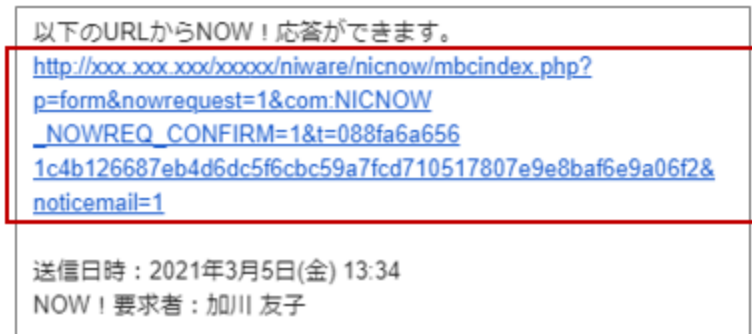 以下のURLからNOW！応答ができます。
http://xxx.xxx.xxx/xxxxx/niware/nicnow/mbcindex.php?
p=form&nowrequest=1&com:NICNOW
_NOWREQ_CONFIRM=1&t=088fa6a656
1c4b126687eb4d6dc5f6cbc59a7fcd710517807e9e8baf6e9a06f2&
noticemail=1
送信日時：2021年3月5日(金) 13:34
NOW！要求者：加川 友子